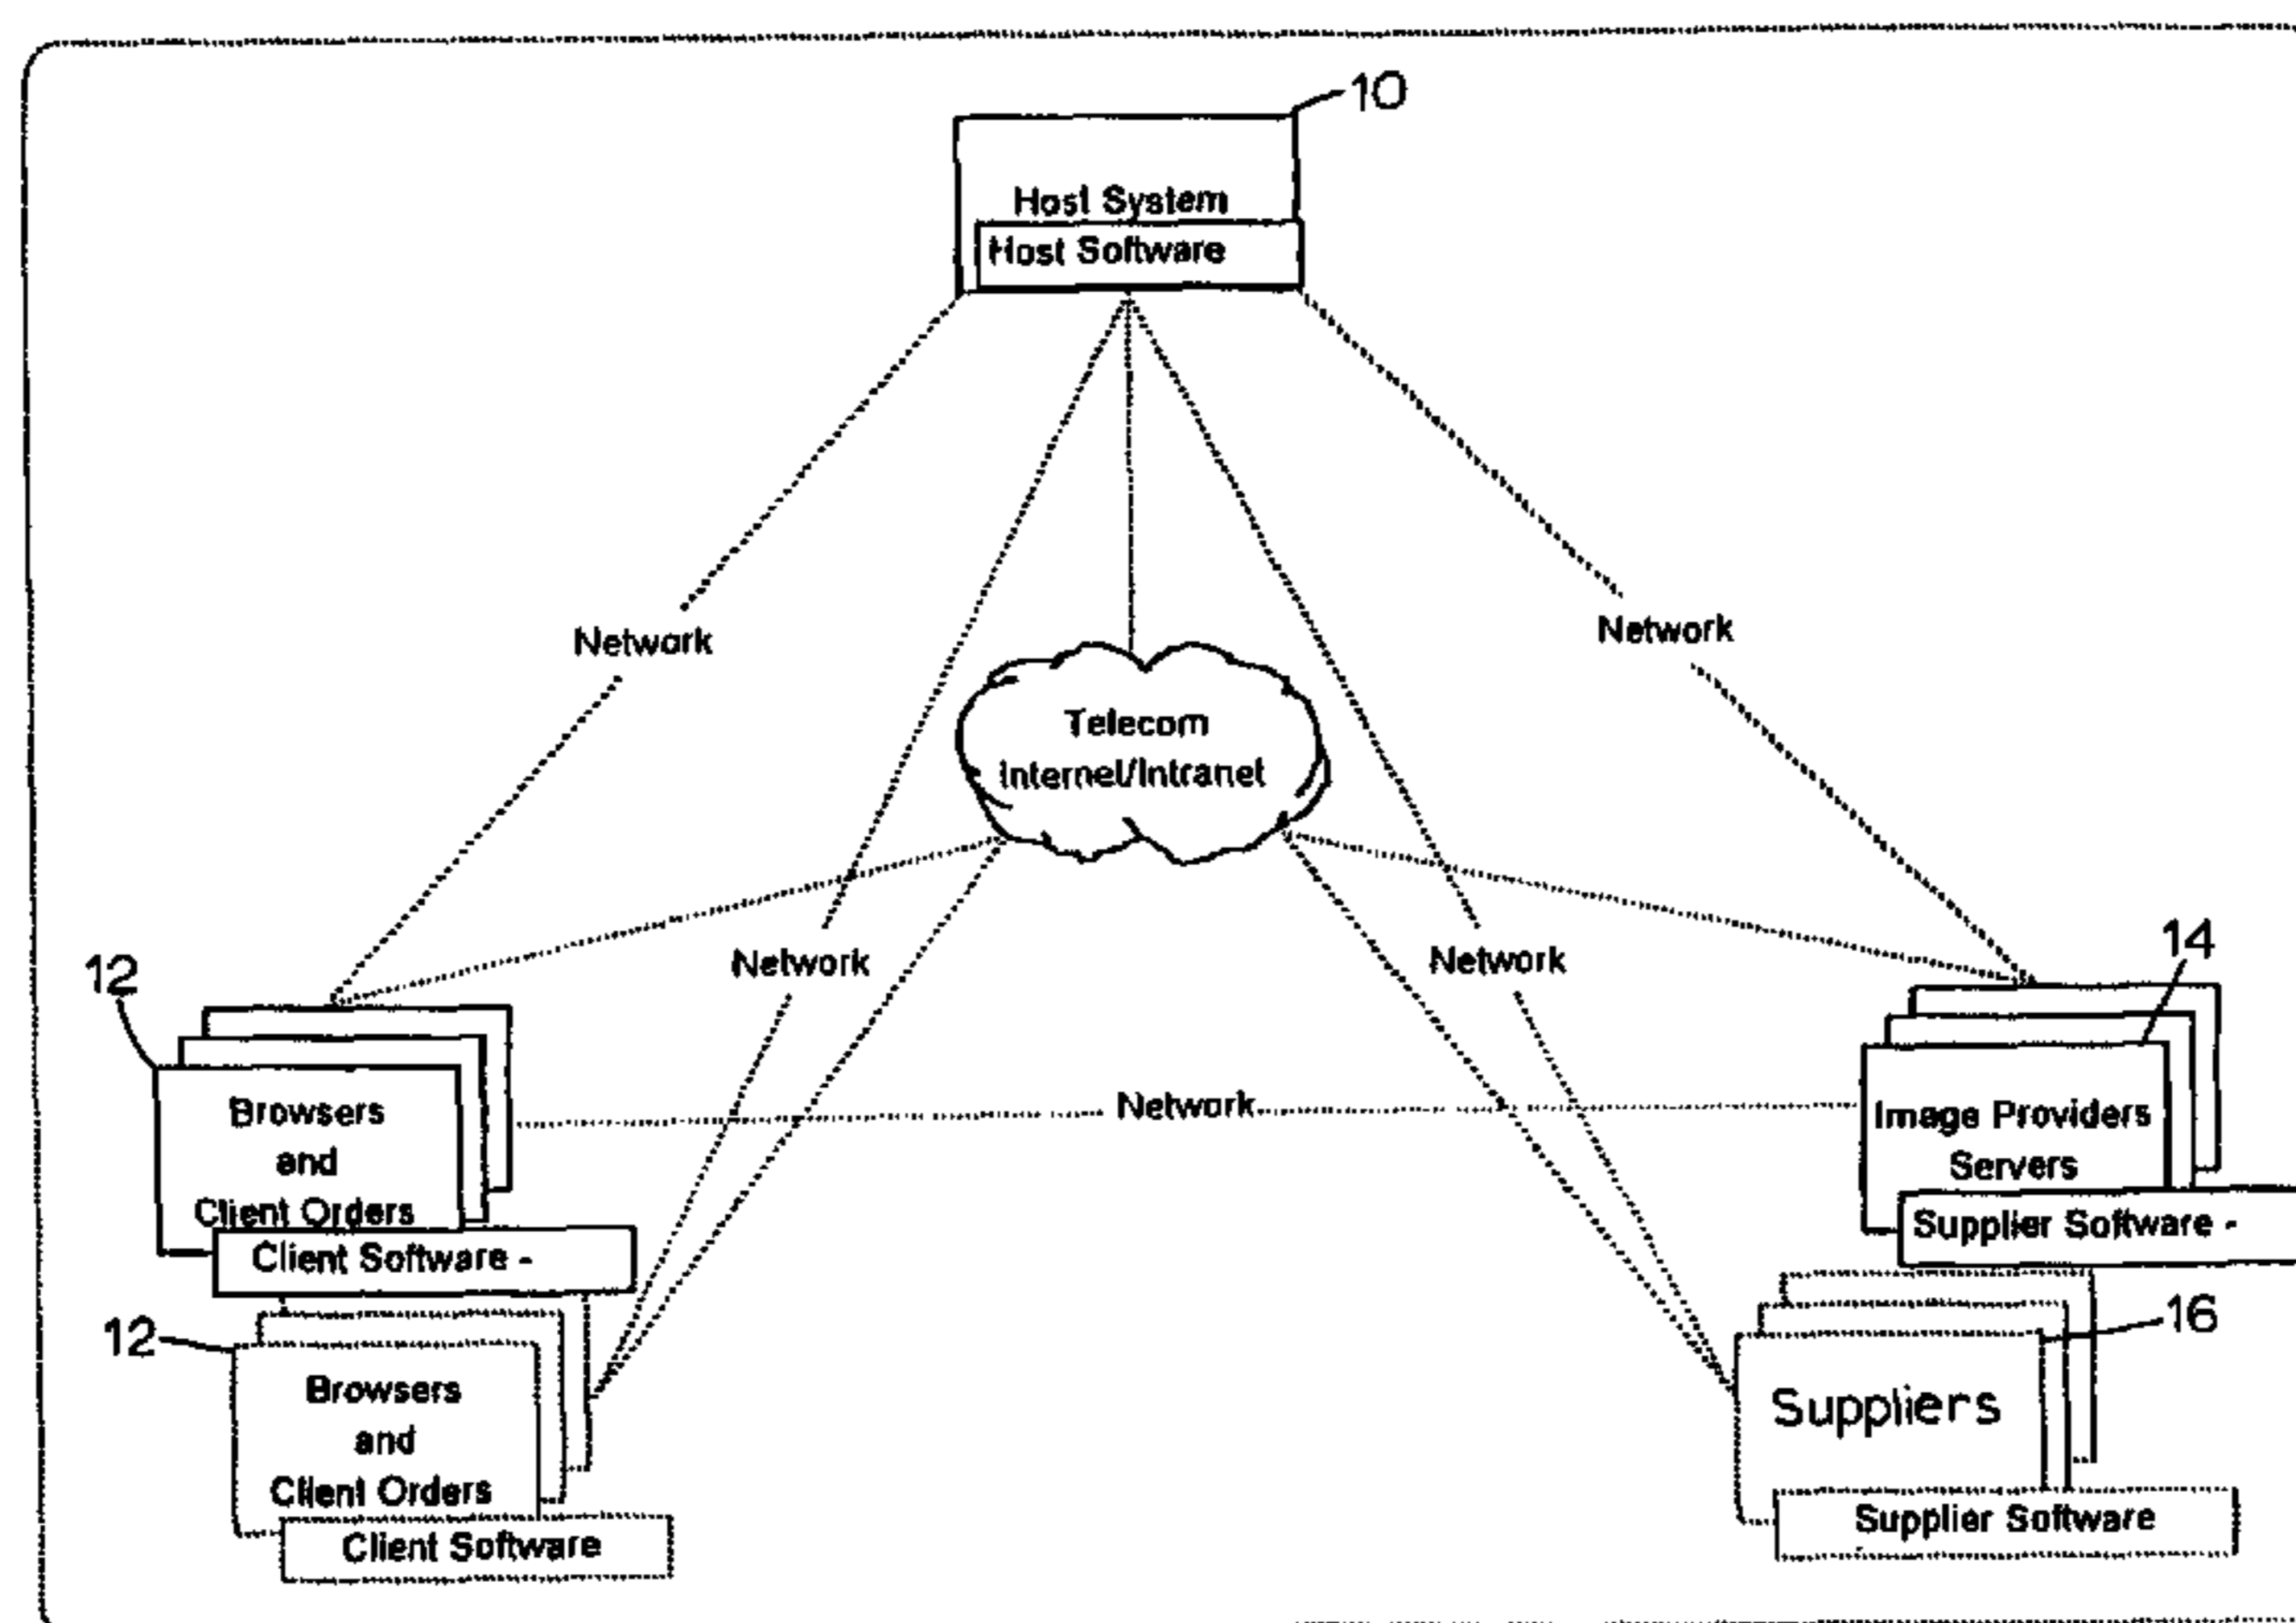 10
Host System
Host Software
Network
Network
Telecom
Internet/Intranet
Network
Network
12
14
Network
Browsers
and
Client Orders
Client Software -
Image Providers
Servers
Supplier Software -
12
16
Browsers
and
Client Orders
Client Software
Suppliers
Supplier Software